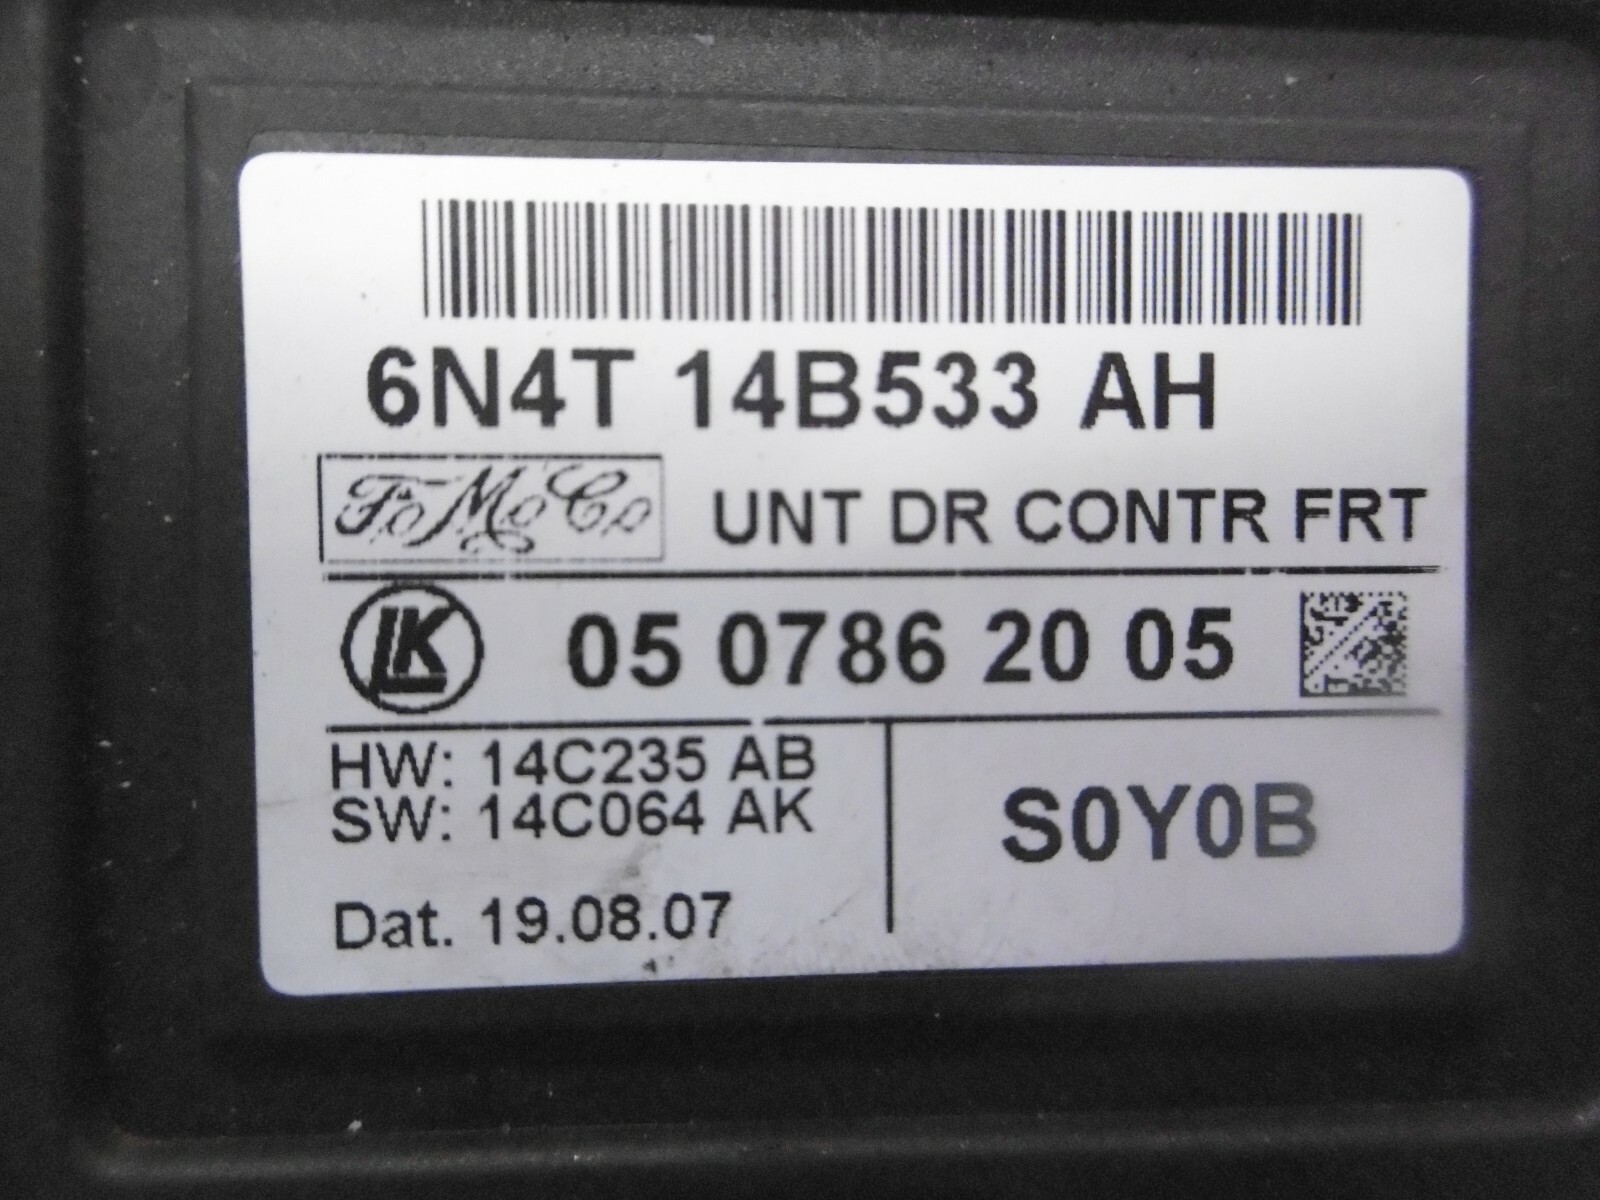 6N4T 14B533 AH
FoMoCo UNT DR CONTR FRT
LK 05 0786 20 05
HW: 14C235 AB
SW: 14C064 AK
S0Y0B
Dat. 19.08.07